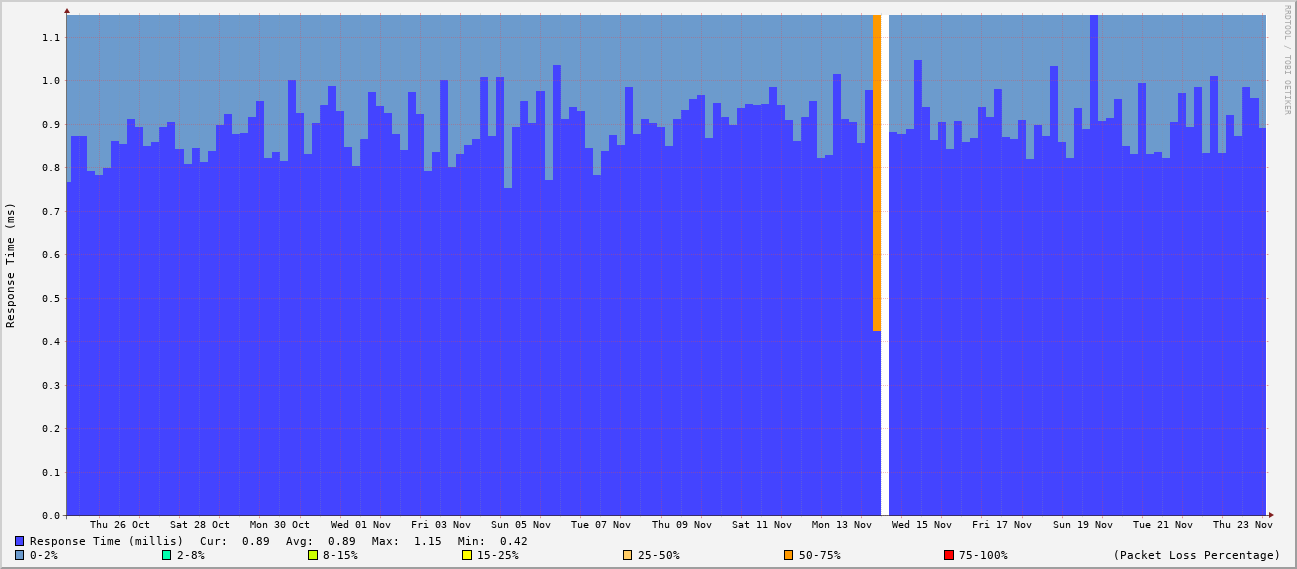 RRDTOOL / TOBI OETIKER
Response Time (ms)
1.1
1.0
0.9
0.8
0.7
0.6
0.5
0.4
0.3
0.2
0.1
0.0
Thu 26 Oct Sat 28 Oct Mon 30 Oct Wed 01 Nov Fri 03 Nov Sun 05 Nov Tue 07 Nov Thu 09 Nov Sat 11 Nov Mon 13 Nov Wed 15 Nov Fri 17 Nov Sun 19 Nov Tue 21 Nov Thu 23 Nov
Response Time (millis) Cur: 0.89 Avg: 0.89 Max: 1.15 Min: 0.42
0-2% 2-8% 8-15% 15-25% 25-50% 50-75% 75-100% (Packet Loss Percentage)